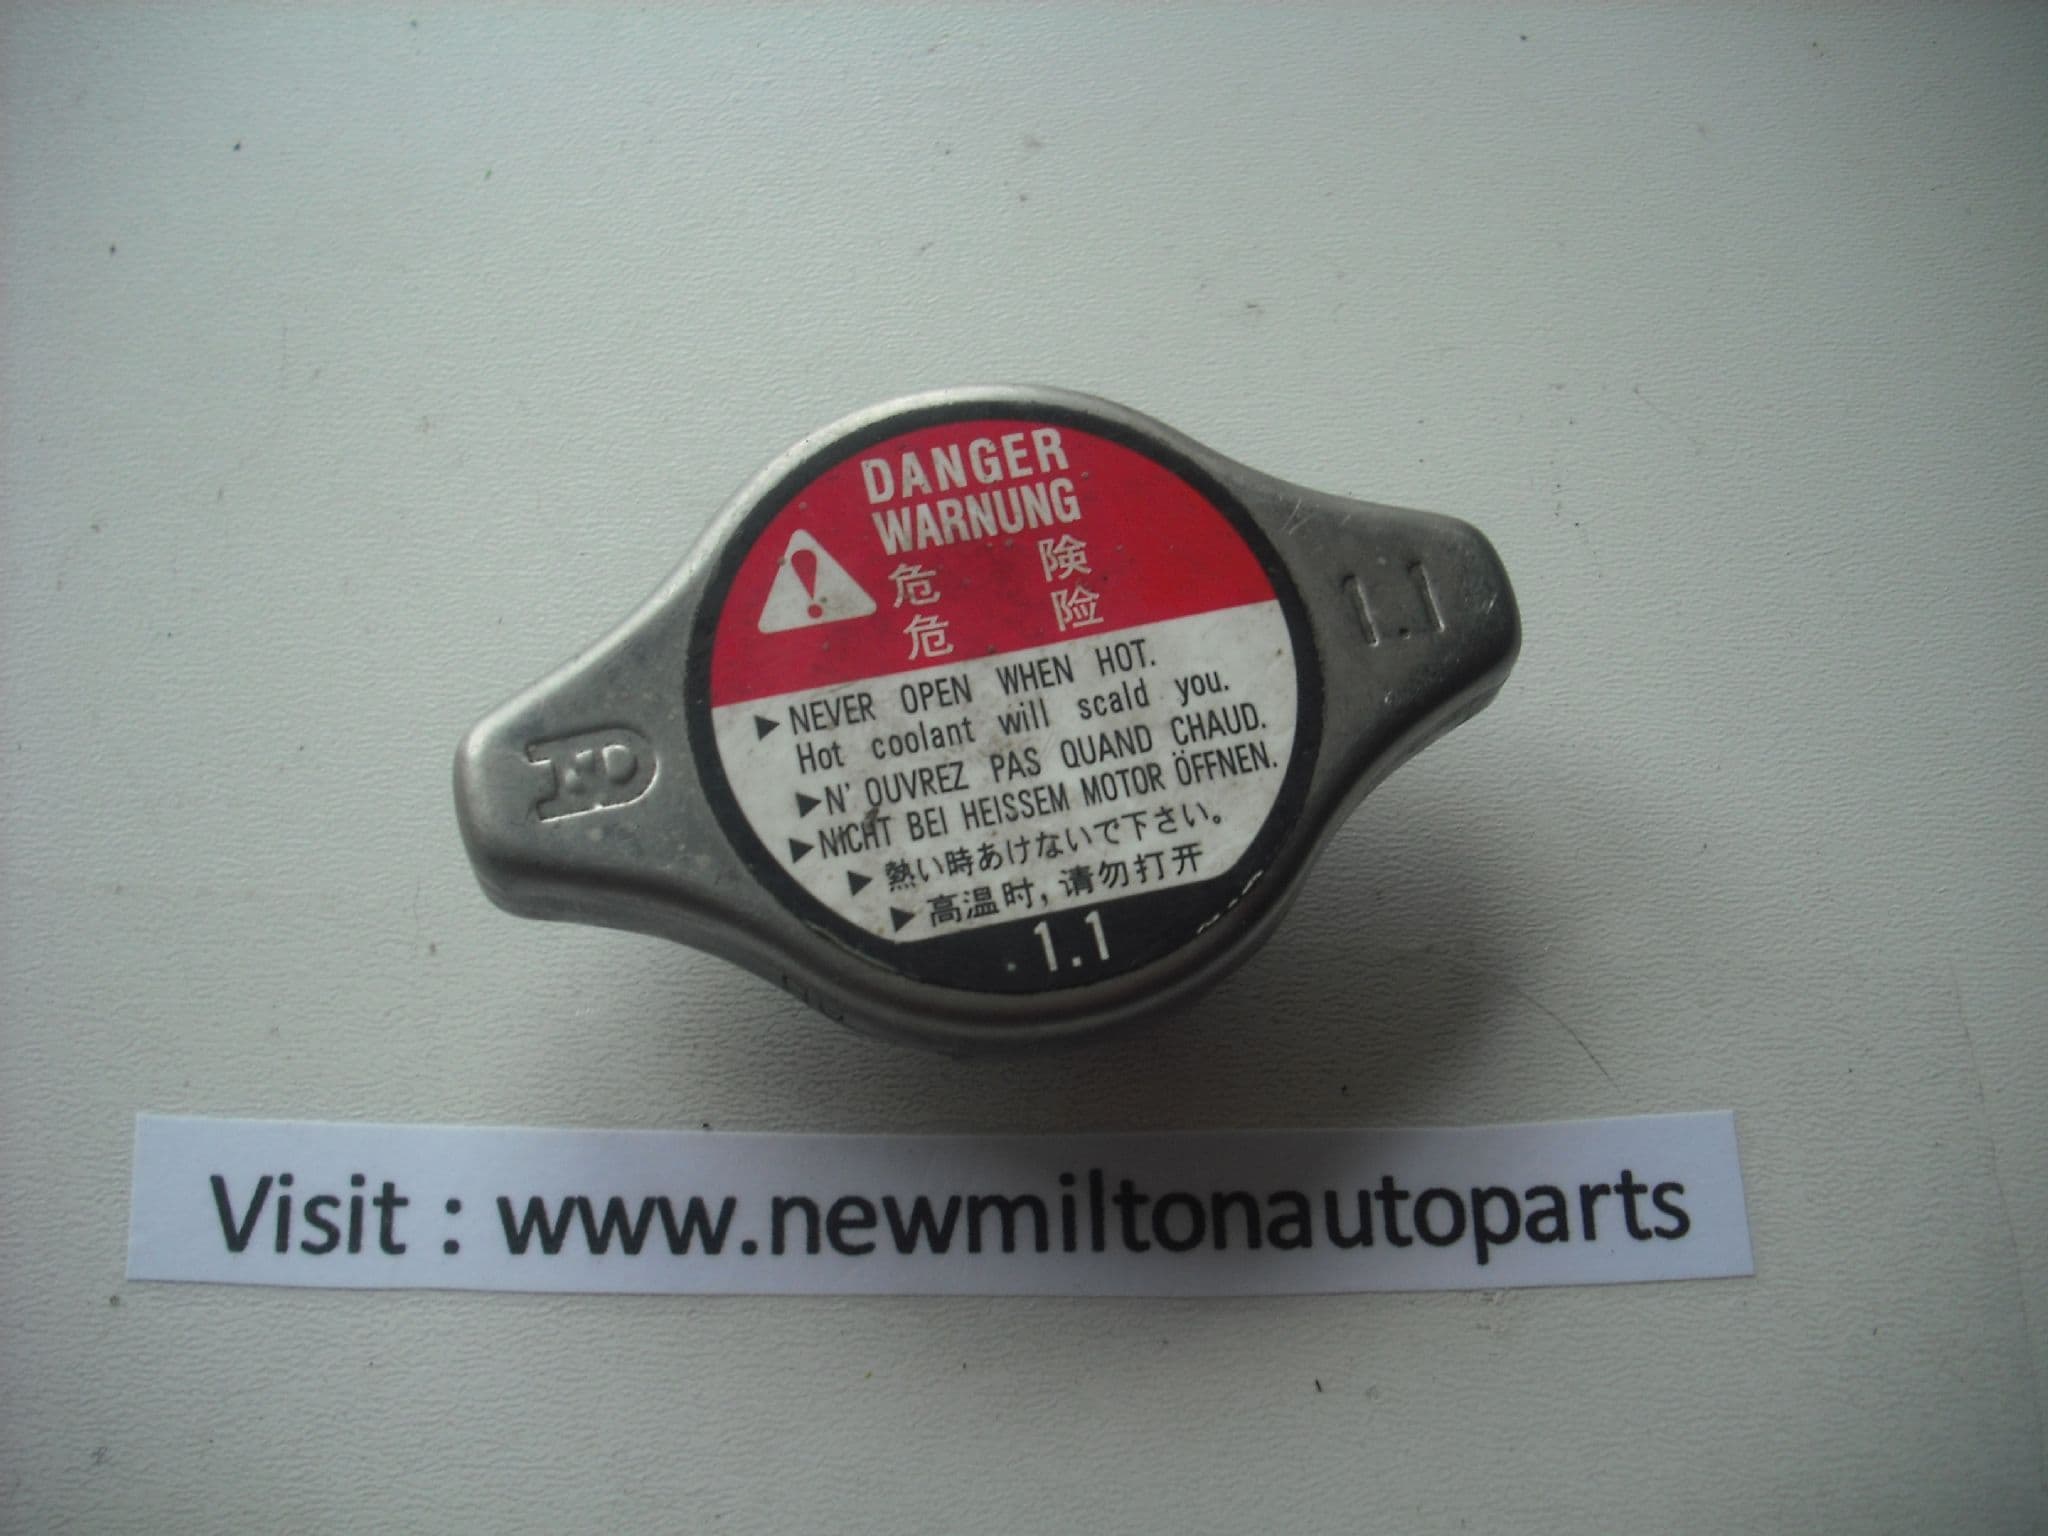 DANGER
WARNUNG
危 険
危 险
▶ NEVER OPEN WHEN HOT.
Hot coolant will scald you.
▶ N' OUVREZ PAS QUAND CHAUD.
▶ NICHT BEI HEISSEM MOTOR ÖFFNEN.
▶ 熱い時あけないで下さい。
▶ 高温时,请勿打开
1.1
1.1
Visit : www.newmiltonautoparts